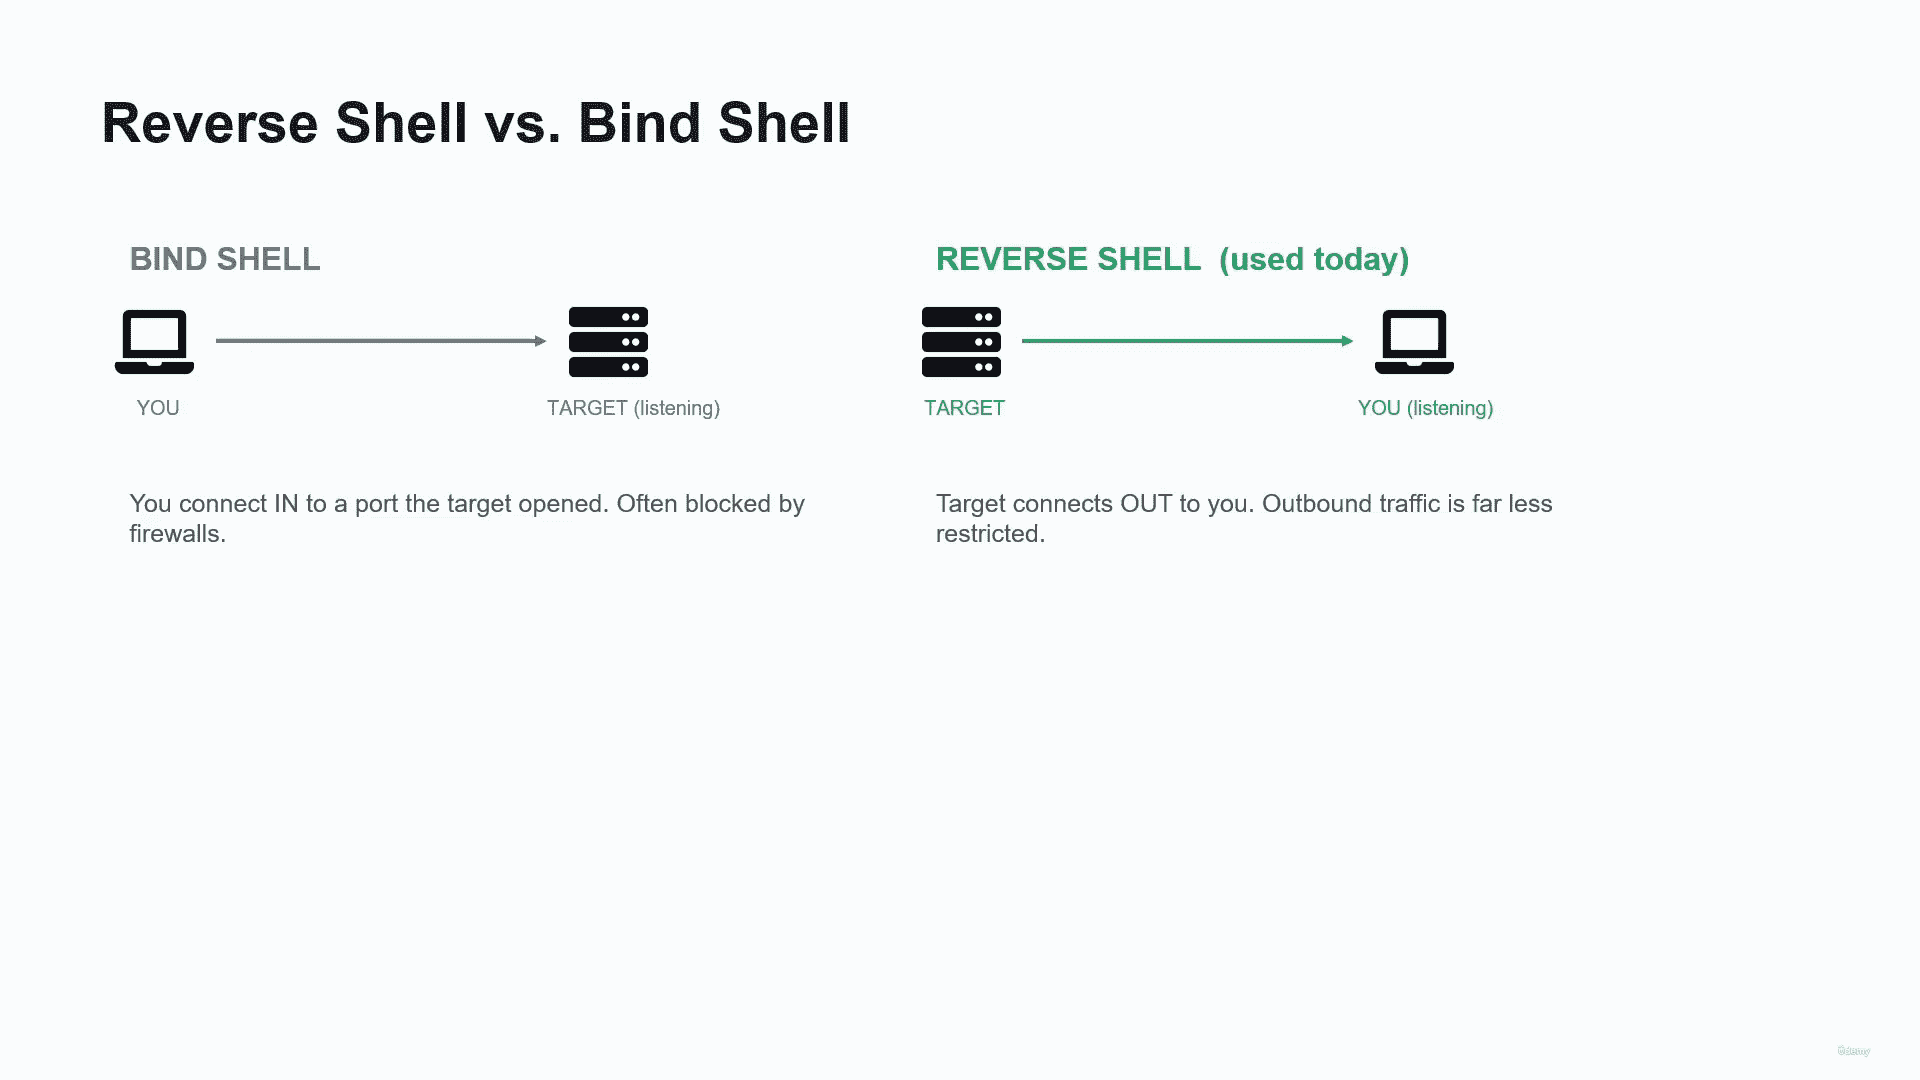 Reverse Shell vs. Bind Shell
BIND SHELL
YOU
TARGET (listening)
You connect IN to a port the target opened. Often blocked by
firewalls.
REVERSE SHELL (used today)
TARGET
YOU (listening)
Target connects OUT to you. Outbound traffic is far less
restricted.